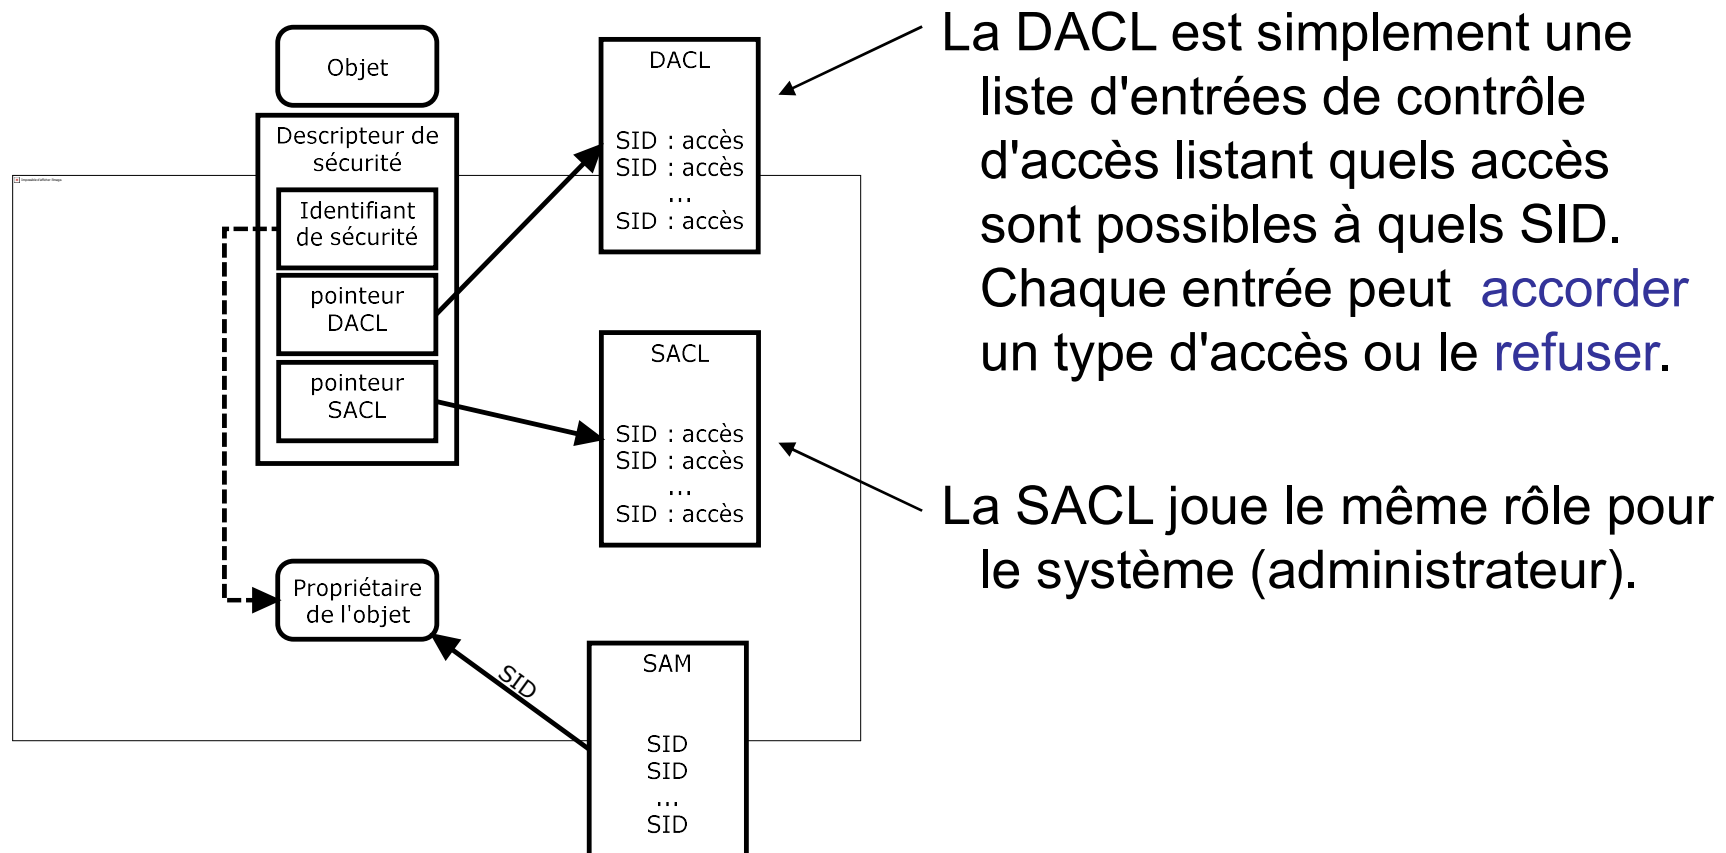 Objet
Descripteur de
sécurité
Identifiant
de sécurité
pointeur
DACL
pointeur
SACL
Propriétaire
de l'objet
DACL
SID : accès
SID : accès
...
SID : accès
SACL
SID : accès
SID : accès
...
SID : accès
SID
SAM
SID
SID
...
SID
La DACL est simplement une
liste d'entrées de contrôle
d'accès listant quels accès
sont possibles à quels SID.
Chaque entrée peut accorder
un type d'accès ou le refuser.
La SACL joue le même rôle pour
le système (administrateur).